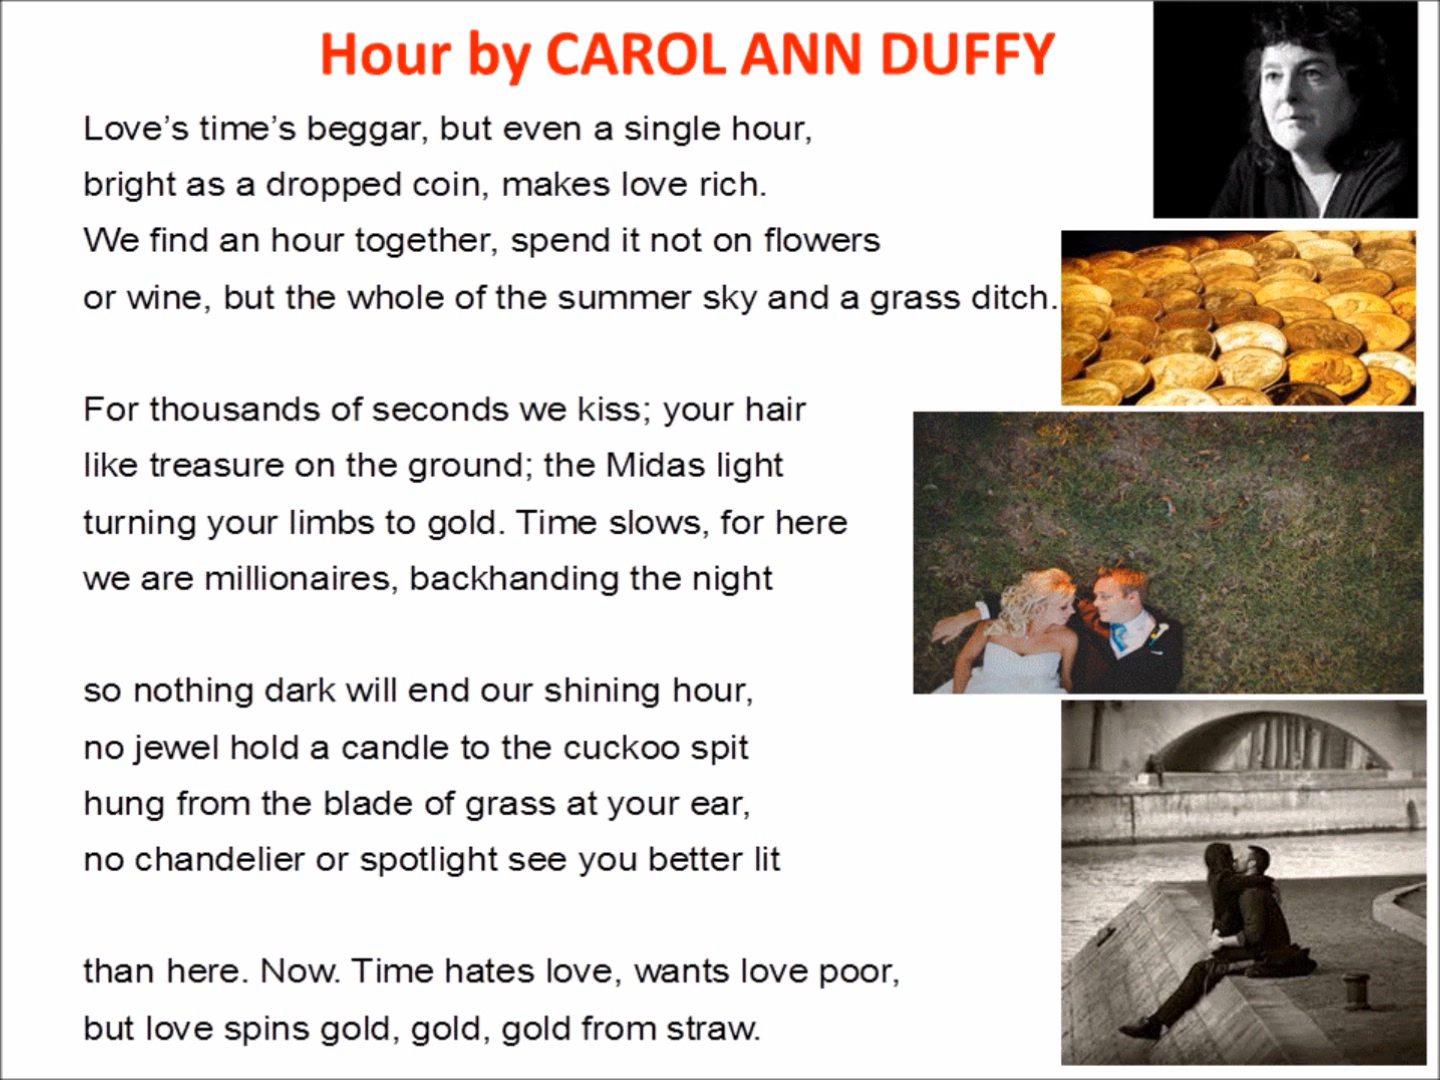 Hour by CAROL ANN DUFFY
Love’s time’s beggar, but even a single hour,
bright as a dropped coin, makes love rich.
We find an hour together, spend it not on flowers
or wine, but the whole of the summer sky and a grass ditch.
For thousands of seconds we kiss; your hair
like treasure on the ground; the Midas light
turning your limbs to gold. Time slows, for here
we are millionaires, backhanding the night
so nothing dark will end our shining hour,
no jewel hold a candle to the cuckoo spit
hung from the blade of grass at your ear,
no chandelier or spotlight see you better lit
than here. Now. Time hates love, wants love poor,
but love spins gold, gold, gold from straw.